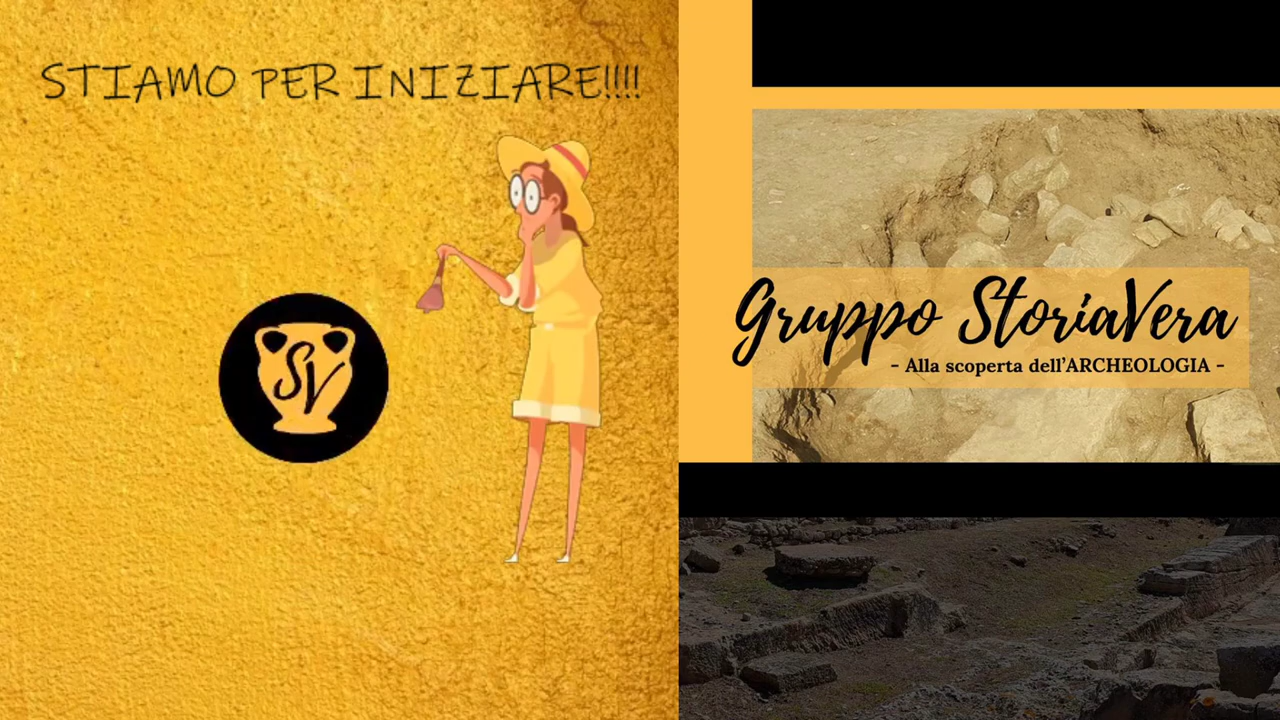 STIAMO PER INIZIARE!!!!
SV
Gruppo StoriaVera
- Alla scoperta dell'ARCHEOLOGIA -